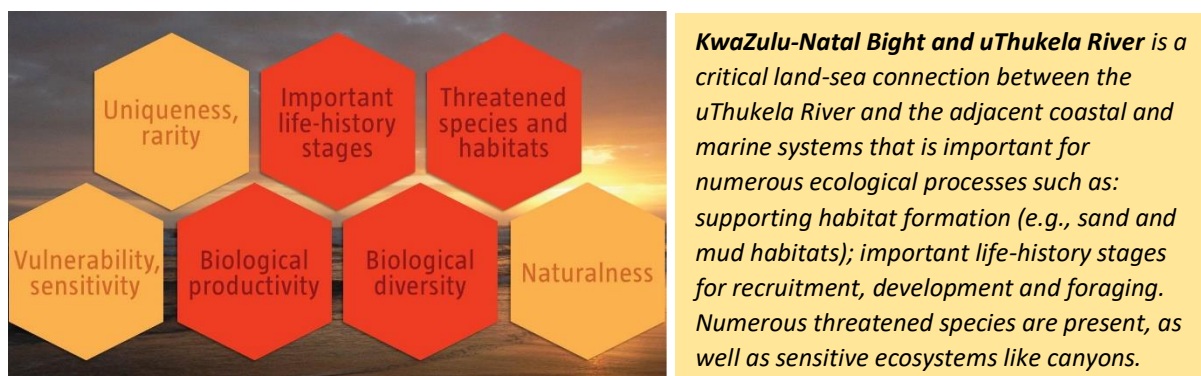 Uniqueness,
rarity
Important
life-history
stages
Threatened
species and
habitats
Vulnerability,
sensitivity
Biological
productivity
Biological
diversity
Naturalness
KwaZulu-Natal Bight and uThukela River is a
critical land-sea connection between the
uThukela River and the adjacent coastal and
marine systems that is important for
numerous ecological processes such as:
supporting habitat formation (e.g., sand and
mud habitats); important life-history stages
for recruitment, development and foraging.
Numerous threatened species are present, as
well as sensitive ecosystems like canyons.